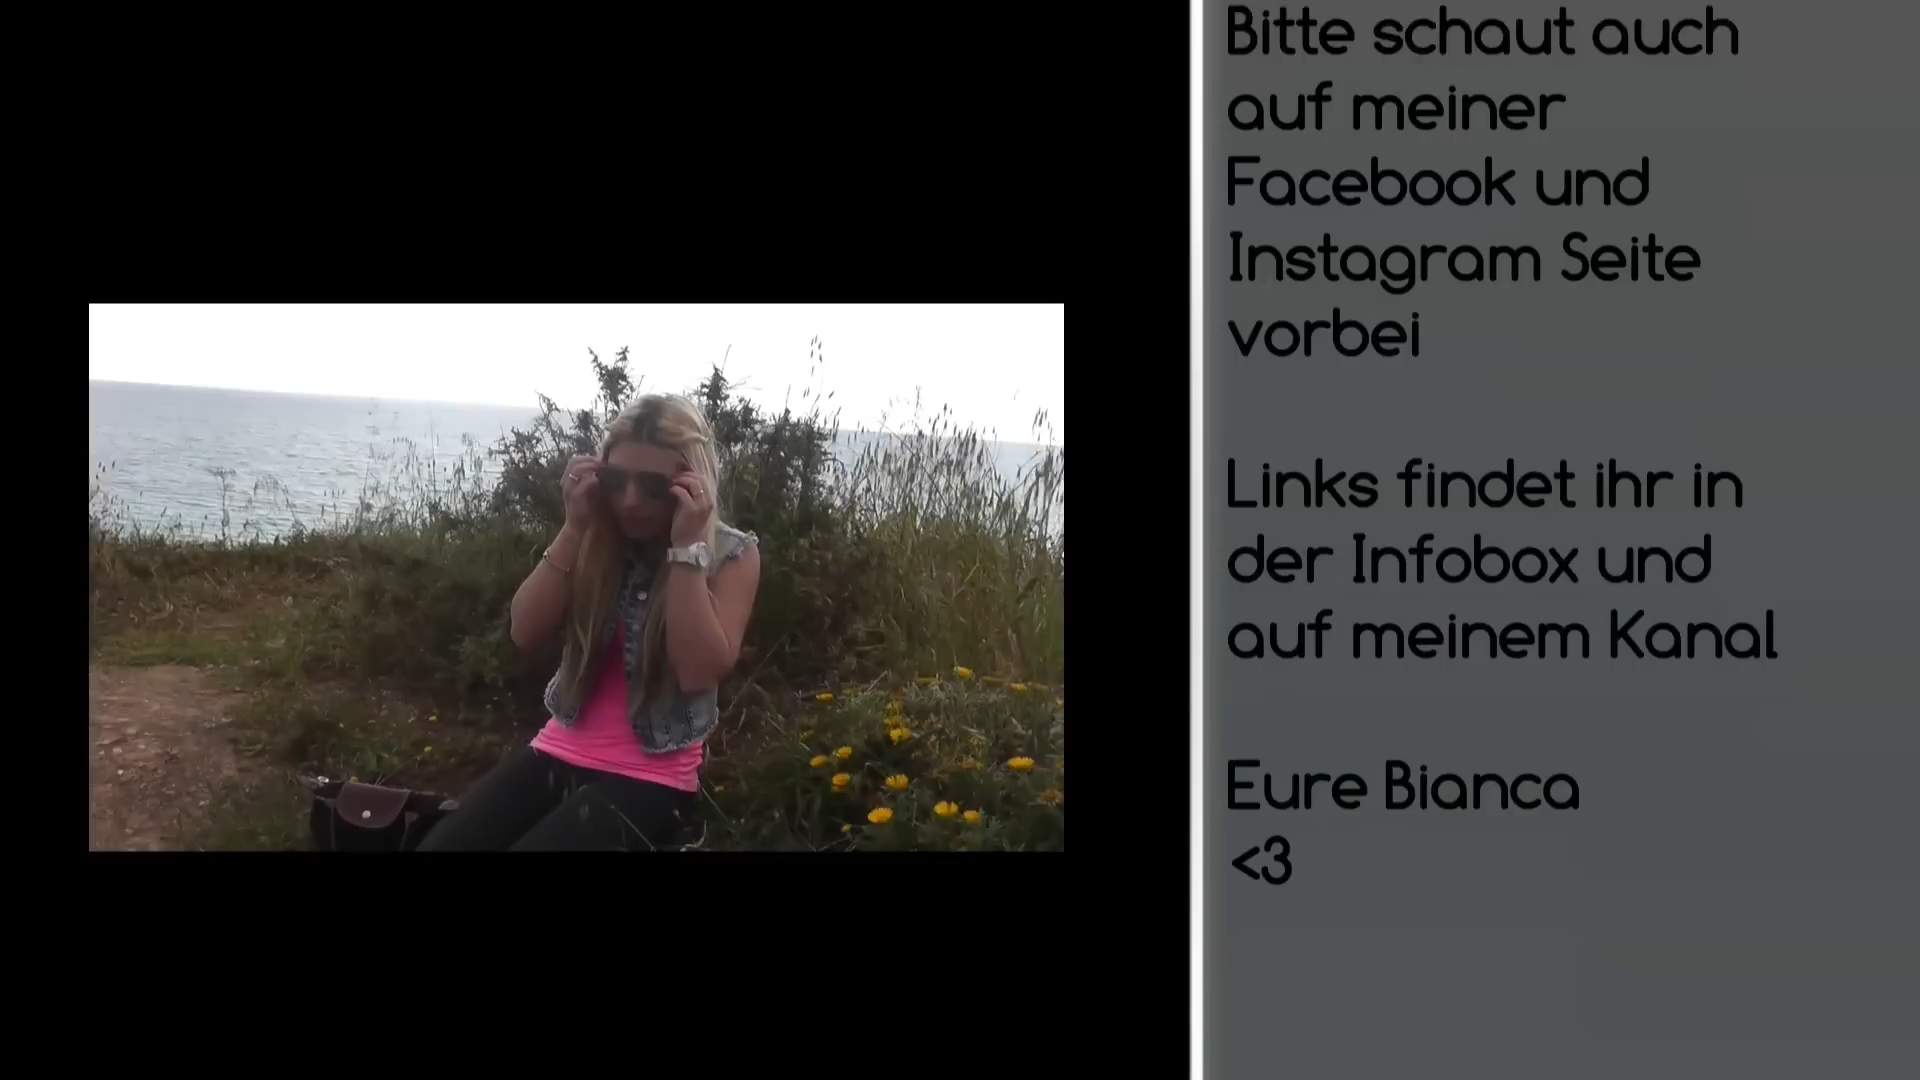 Bitte schaut auch
auf meiner
Facebook und
Instagram Seite
vorbei
Links findet ihr in
der Infobox und
auf meinem Kanal
Eure Bianca
<3